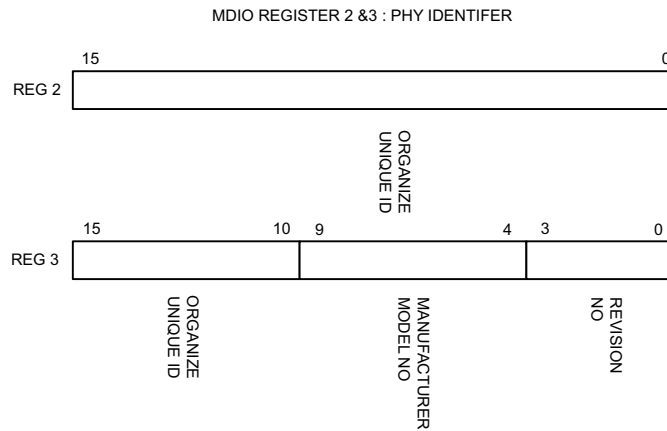 MDIO REGISTER 2 &3 : PHY IDENTIFER
15 0
REG 2
ORGANIZE
UNIQUE ID
15 10 9 4 3 0
REG 3
ORGANIZE
UNIQUE ID
MANUFACTURER
MODEL NO
REVISION
NO